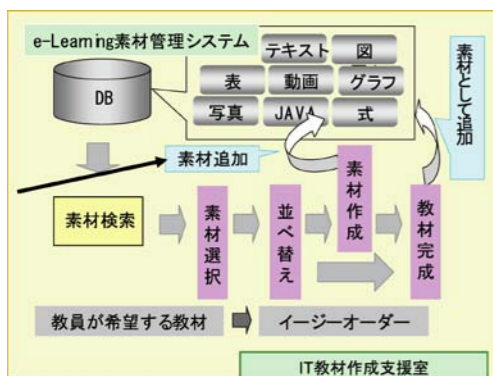 e-Learning素材管理システム
DB
テキスト
図
表
動画
グラフ
写真
JAVA
式
素材として追加
素材追加
素材検索
素材選択
並べ替え
素材作成
教材完成
教員が希望する教材
イージーオーダー
IT教材作成支援室